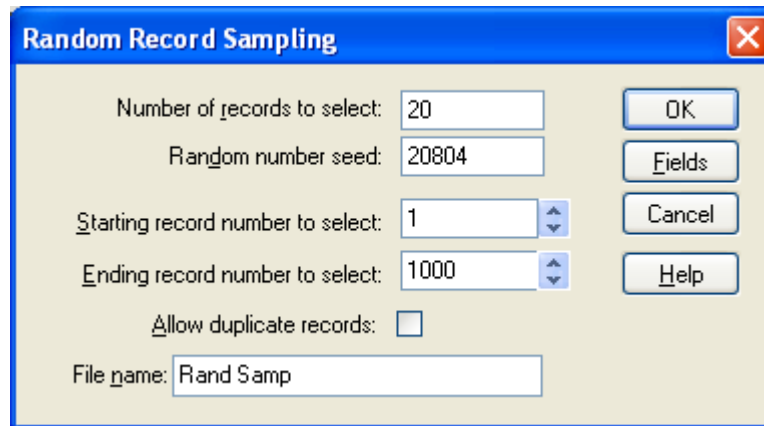 Random Record Sampling
Number of records to select: 20
OK
Random number seed: 20804
Fields
Starting record number to select: 1
Cancel
Ending record number to select: 1000
Help
Allow duplicate records:
File name: Rand Samp